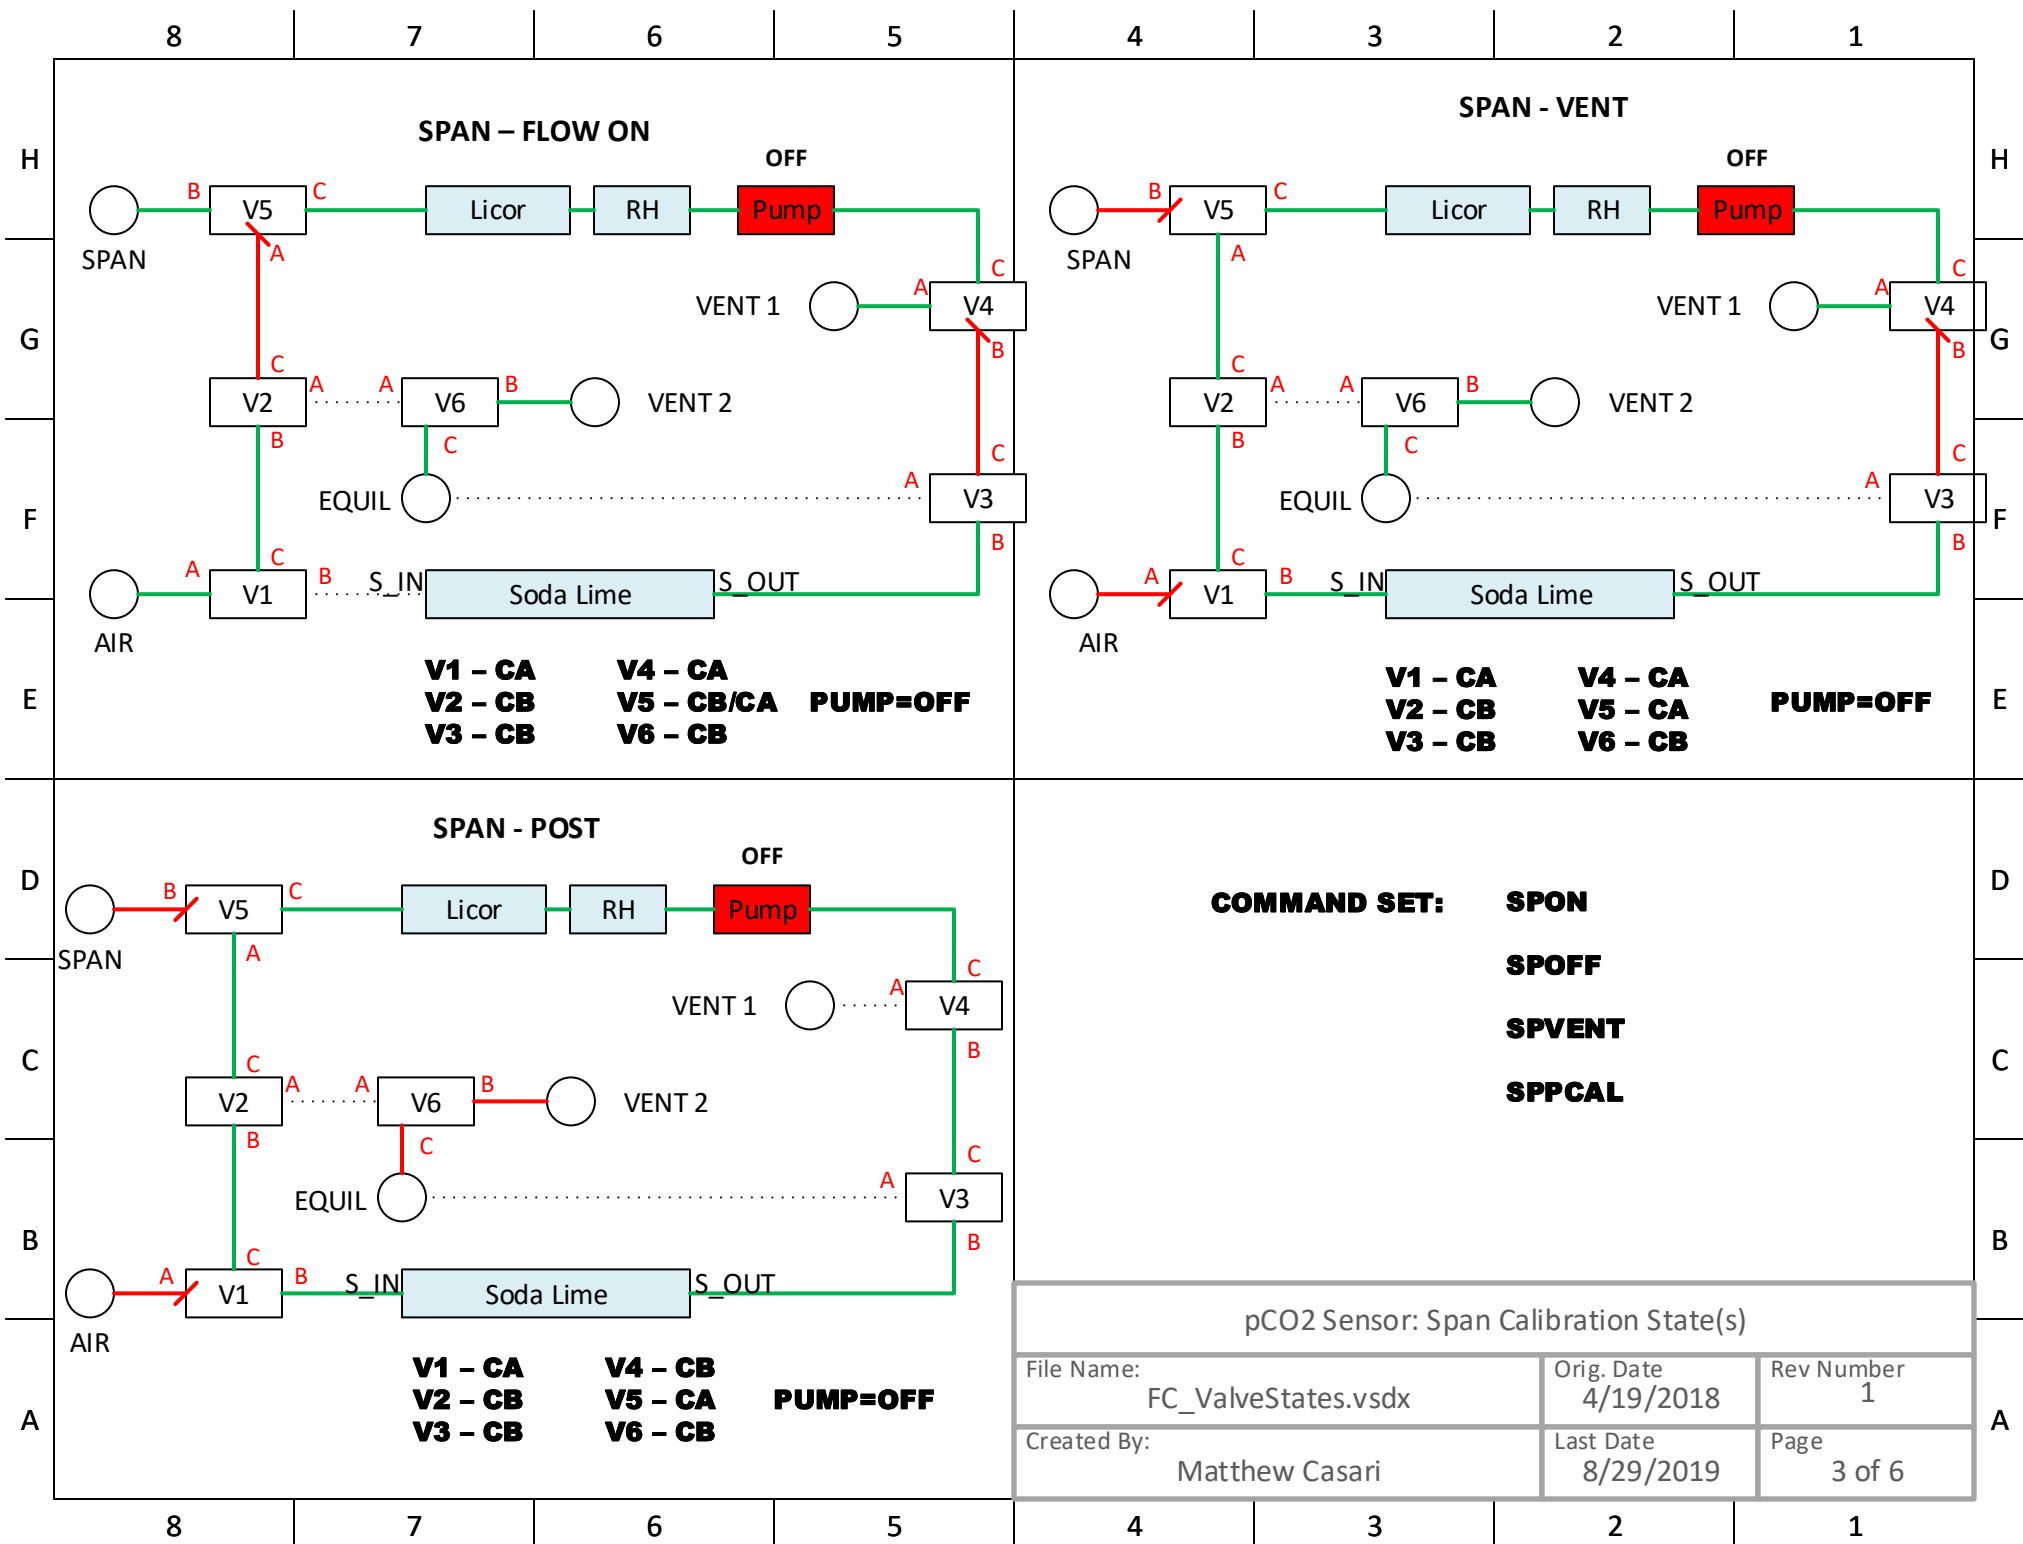 8 7 6 5 4 3 2 1
H
G
F
E
D
C
B
A
SPAN – FLOW ON
OFF
B V5 C Licor RH Pump
SPAN
A
C
VENT 1 A V4
B
C
V2 A A V6 B VENT 2
B C
C
EQUIL A V3
B
C
A V1 B S_IN Soda Lime S_OUT
AIR
V1 – CA V4 – CA
V2 – CB V5 – CB/CA PUMP=OFF
V3 – CB V6 – CB
SPAN - VENT
OFF
B V5 C Licor RH Pump
SPAN
A
C
VENT 1 A V4
B
C
V2 A A V6 B VENT 2
B C
C
EQUIL A V3
B
C
A V1 B S_IN Soda Lime S_OUT
AIR
V1 – CA V4 – CA
V2 – CB V5 – CA PUMP=OFF
V3 – CB V6 – CB
H
G
F
E
D
C
B
A
SPAN - POST
OFF
B V5 C Licor RH Pump
SPAN
A
C
VENT 1 A V4
B
C
V2 A A V6 B VENT 2
B C
C
EQUIL A V3
B
C
A V1 B S_IN Soda Lime S_OUT
AIR
V1 – CA V4 – CB
V2 – CB V5 – CA PUMP=OFF
V3 – CB V6 – CB
COMMAND SET: SPON
SPOFF
SPVENT
SPPCAL
pCO2 Sensor: Span Calibration State(s)
File Name: Orig. Date Rev Number
FC_ValveStates.vsdx 4/19/2018 1
Created By: Last Date Page
Matthew Casari 8/29/2019 3 of 6
8 7 6 5 4 3 2 1